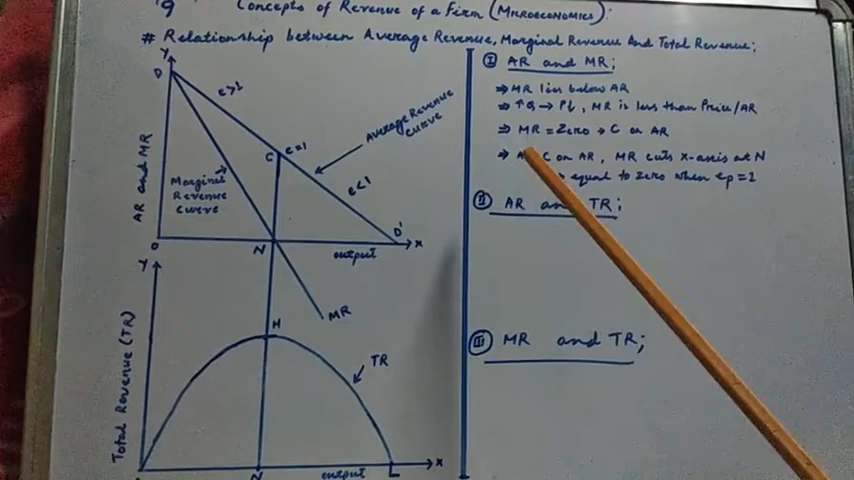 Concepts of Revenue of a Firm (Microeconomics):
# Relationship between Average Revenue, Marginal Revenue And Total Revenue;
Y
D
e>1
C
e=1
Average Revenue
curve
e<1
AR and MR
Marginal
Revenue
curve
O
N
output
D'
X
MR
Y
Total Revenue (TR)
H
TR
N
output
L
X
I AR and MR;
⇒ MR lies below AR
⇒ ↑Q → P↓, MR is less than Price/AR
⇒ MR = Zero → C on AR
⇒ C on AR, MR cuts X-axis at N
equal to zero when ep=1
II AR and TR;
III MR and TR;